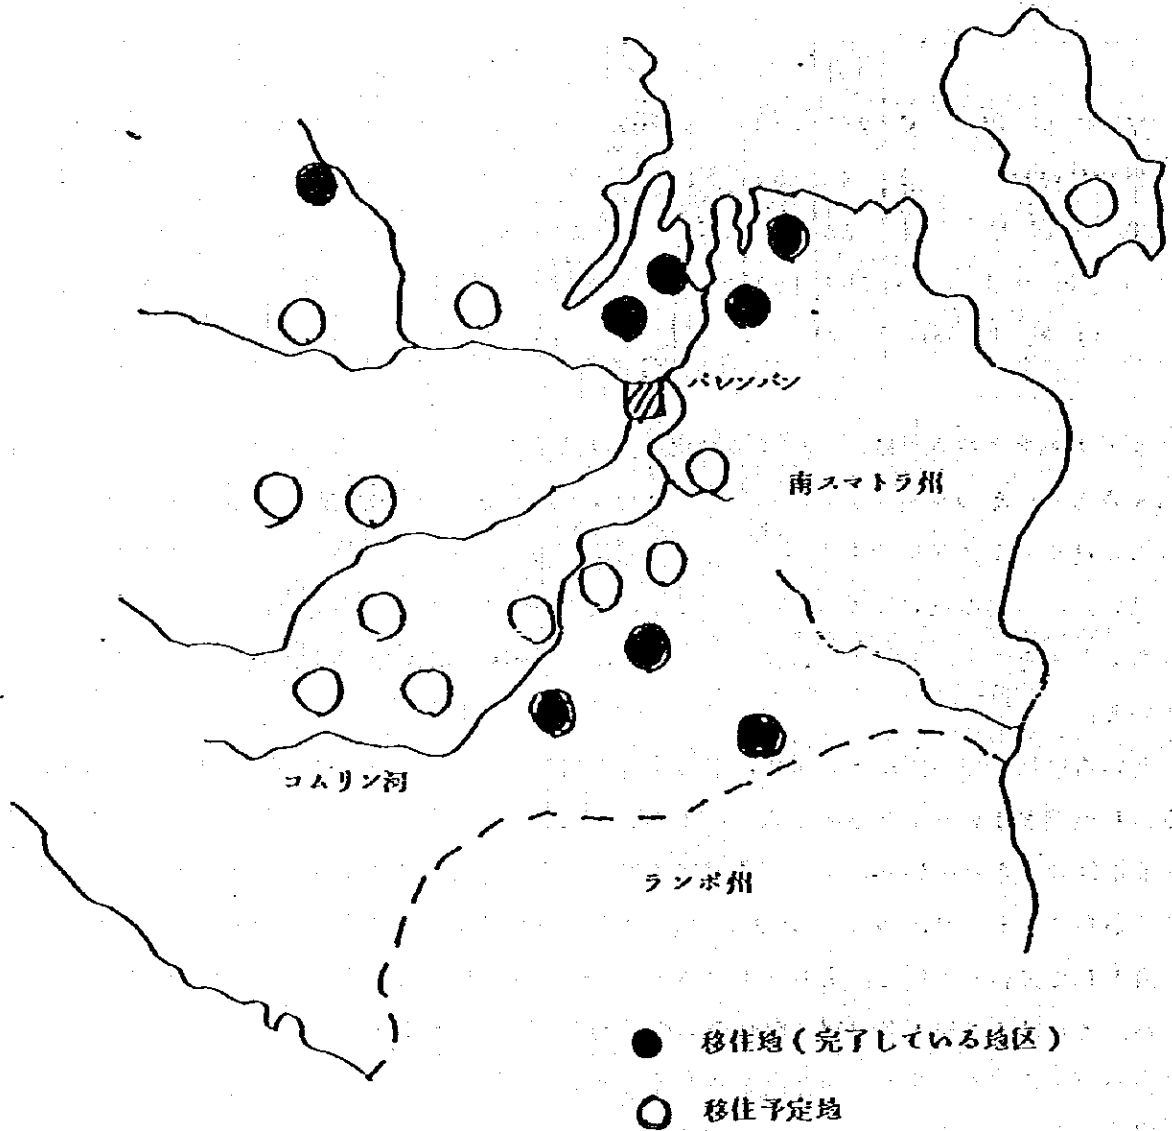 パレンバン
南スマトラ州
コムリン河
ランポ州
移住地（完了している地区）
移住予定地